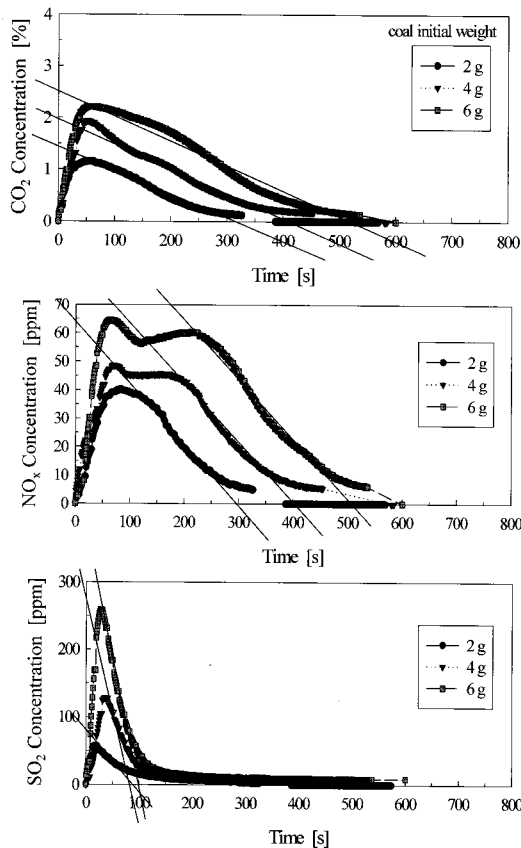 coal initial weight
2 g
4 g
6 g
CO2 Concentration [%]
4
3
2
1
0
0 100 200 300 400 500 600 700 800
Time [s]
NOx Concentration [ppm]
70
60
50
40
30
20
10
0
2 g
4 g
6 g
0 100 200 300 400 500 600 700 800
Time [s]
SO2 Concentration [ppm]
300
200
100
0
2 g
4 g
6 g
0 100 200 300 400 500 600 700 800
Time [s]